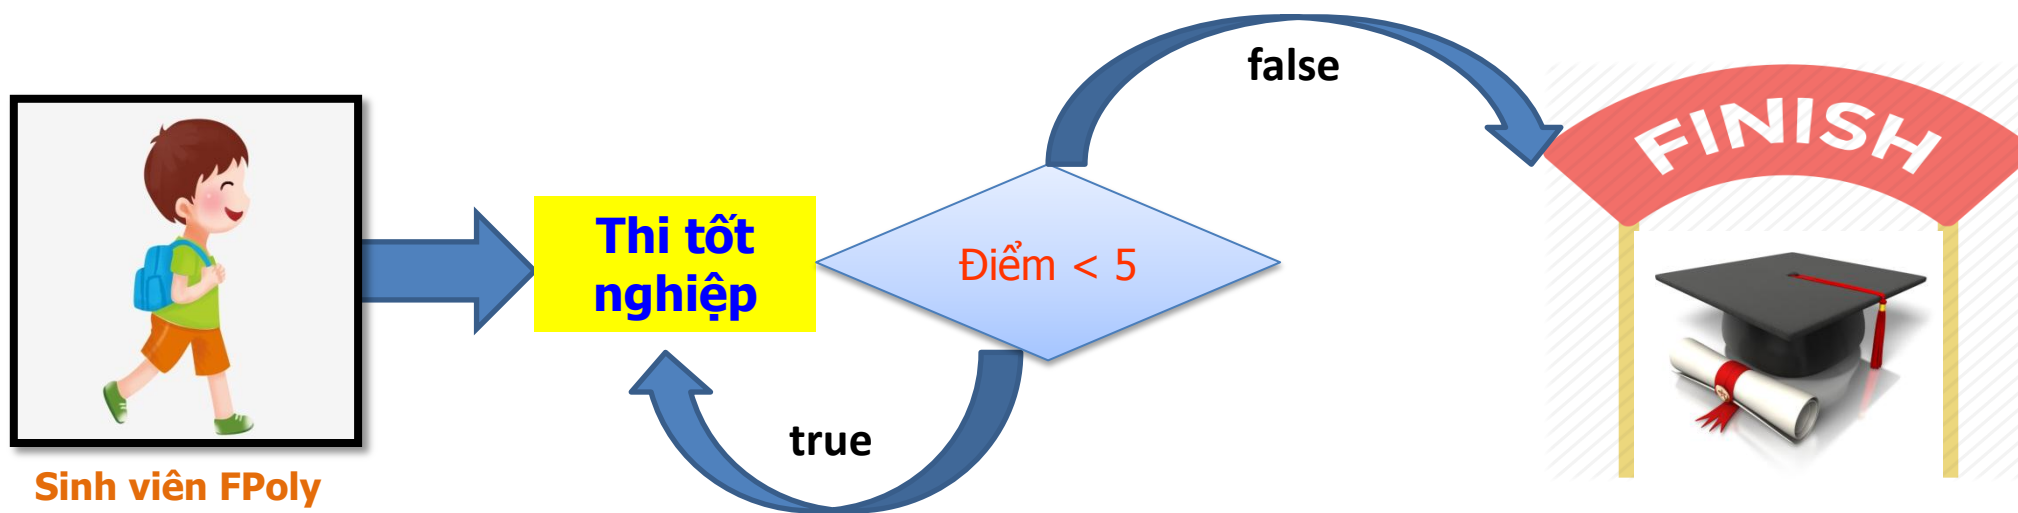 false
FINISH
Thi tốt
nghiệp
Điểm < 5
true
Sinh viên FPoly